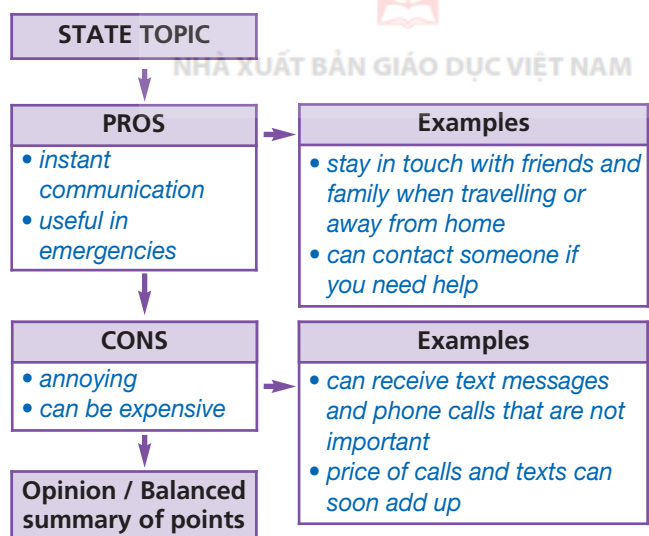 STATE TOPIC
NHÀ XUẤT BẢN GIÁO DỤC VIỆT NAM
PROS
• instant
communication
• useful in
emergencies
Examples
• stay in touch with friends and
family when travelling or
away from home
• can contact someone if
you need help
CONS
• annoying
• can be expensive
Examples
• can receive text messages
and phone calls that are not
important
• price of calls and texts can
soon add up
Opinion / Balanced
summary of points